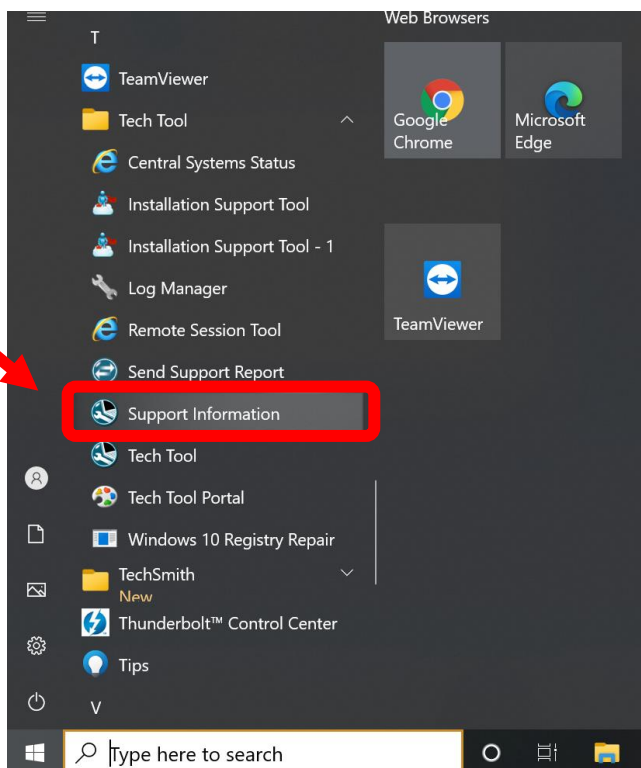 T
TeamViewer
Tech Tool
Central Systems Status
Installation Support Tool
Installation Support Tool - 1
Log Manager
Remote Session Tool
Send Support Report
Support Information
Tech Tool
Tech Tool Portal
Windows 10 Registry Repair
TechSmith
New
Thunderbolt™ Control Center
Tips
V
Web Browsers
Google
Chrome
Microsoft
Edge
TeamViewer
Type here to search